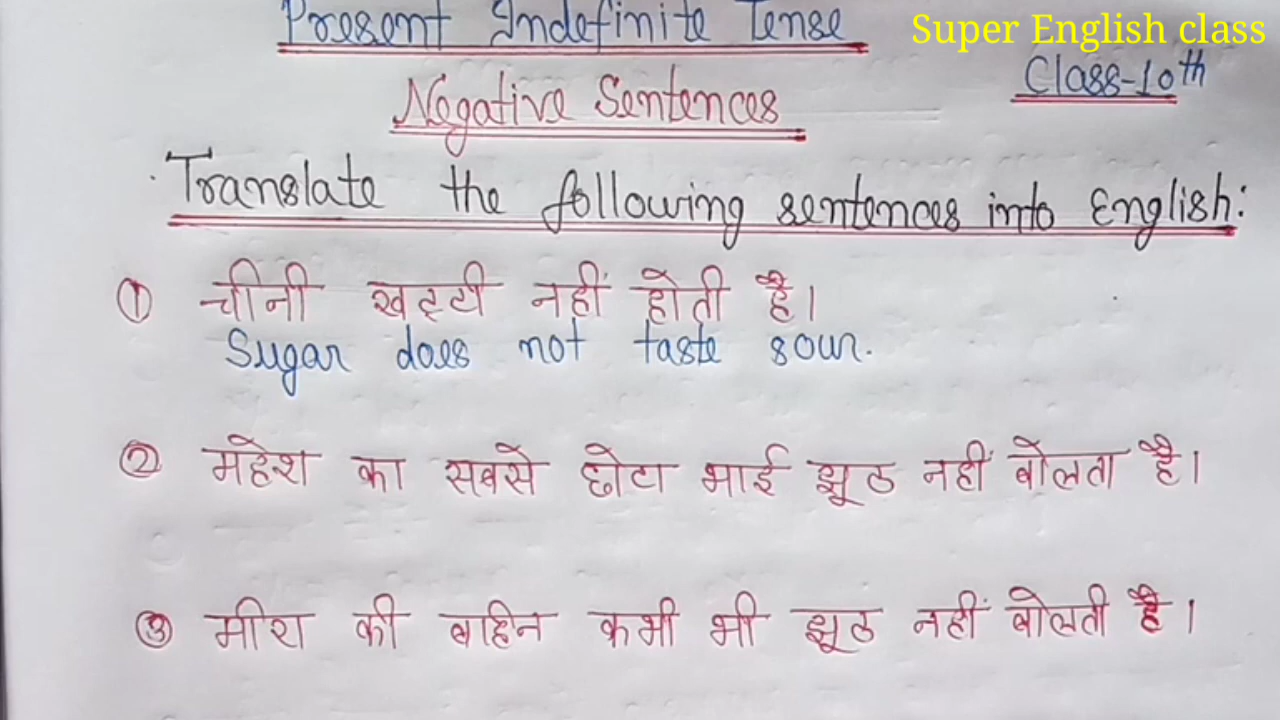 Present Indefinite Tense
Super English class
Class-10th
Negative Sentences
Translate the following sentences into English:
① चीनी खट्टी नहीं होती है।
Sugar does not taste sour.
② महेश का सबसे छोटा भाई झूठ नहीं बोलता है।
③ मीरा की बहिन कभी भी झूठ नहीं बोलती है।